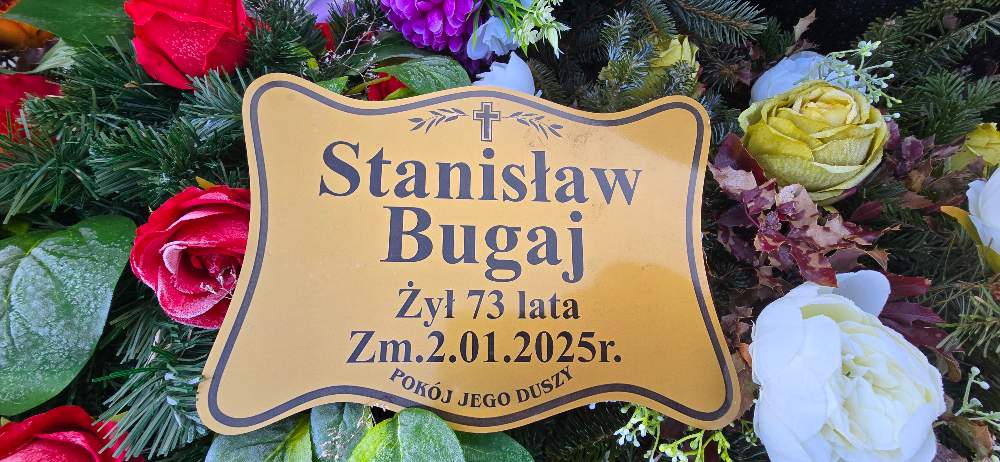 Stanisław
Bugaj
Żył 73 lata
Zm.2.01.2025r.
POKÓJ JEGO DUSZY